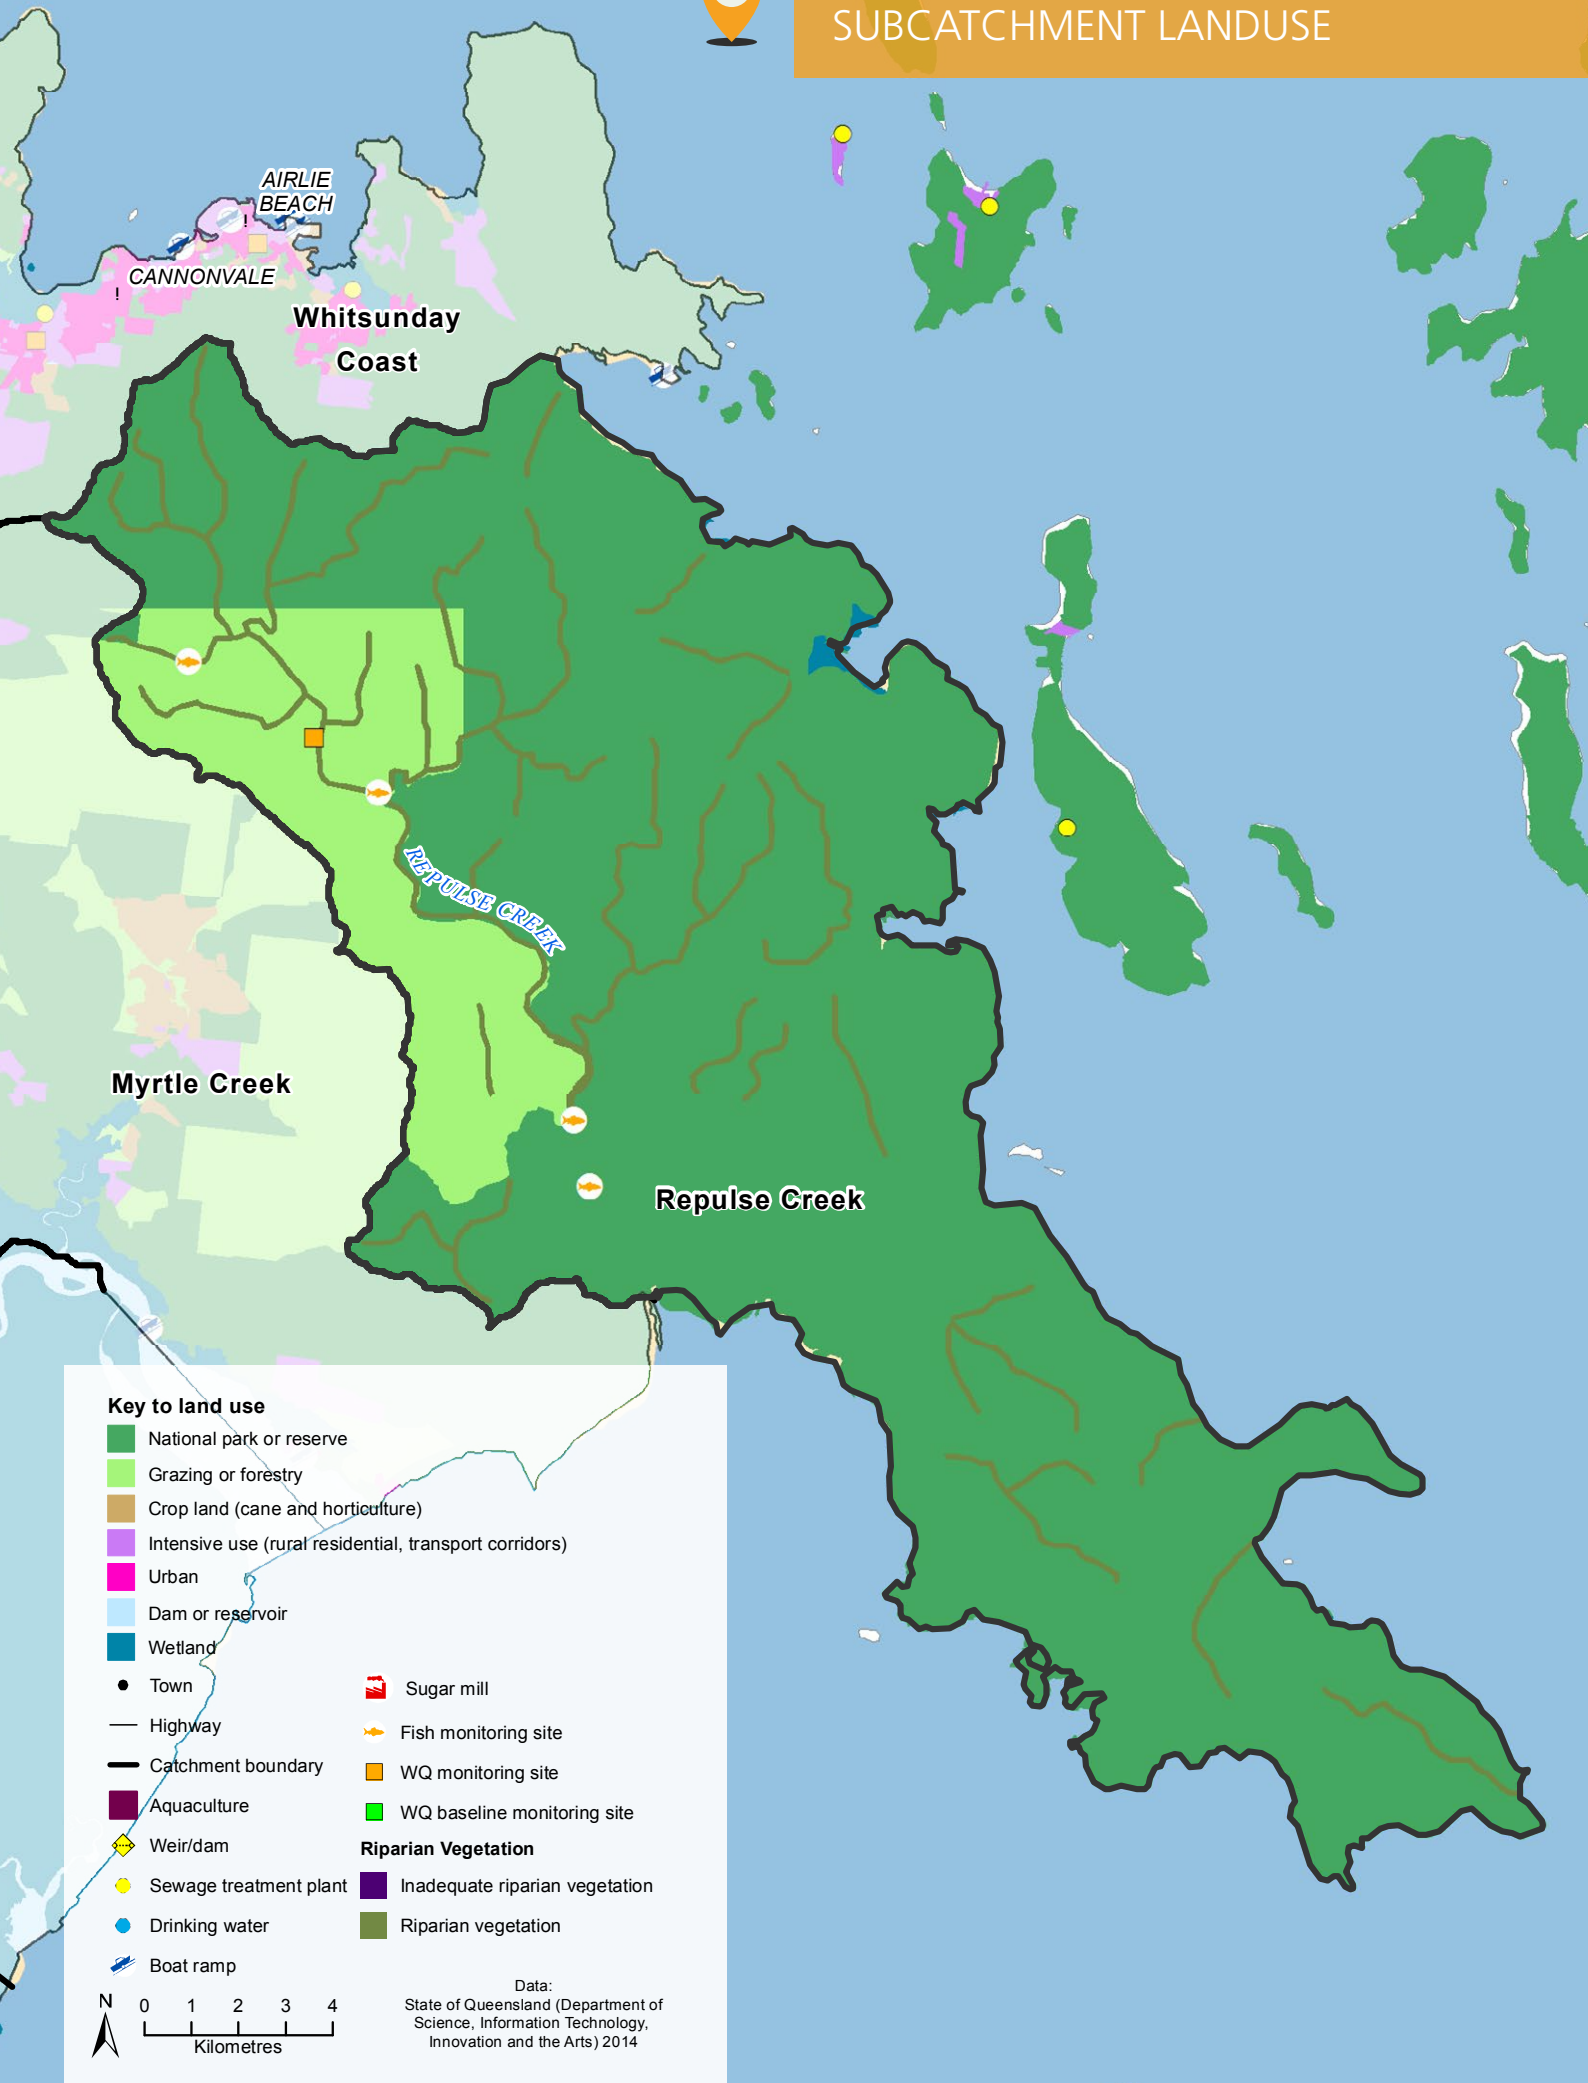 SUBCATCHMENT LANDUSE
AIRLIE
BEACH
!
CANNONVALE
!
Whitsunday
Coast
REPULSE CREEK
Myrtle Creek
Repulse Creek
Key to land use
National park or reserve
Grazing or forestry
Crop land (cane and horticulture)
Intensive use (rural residential, transport corridors)
Urban
Dam or reservoir
Wetland
Town
Highway
Catchment boundary
Aquaculture
Weir/dam
Sewage treatment plant
Drinking water
Boat ramp
Sugar mill
Fish monitoring site
WQ monitoring site
WQ baseline monitoring site
Riparian Vegetation
Inadequate riparian vegetation
Riparian vegetation
N
0 1 2 3 4
Kilometres
Data:
State of Queensland (Department of
Science, Information Technology,
Innovation and the Arts) 2014